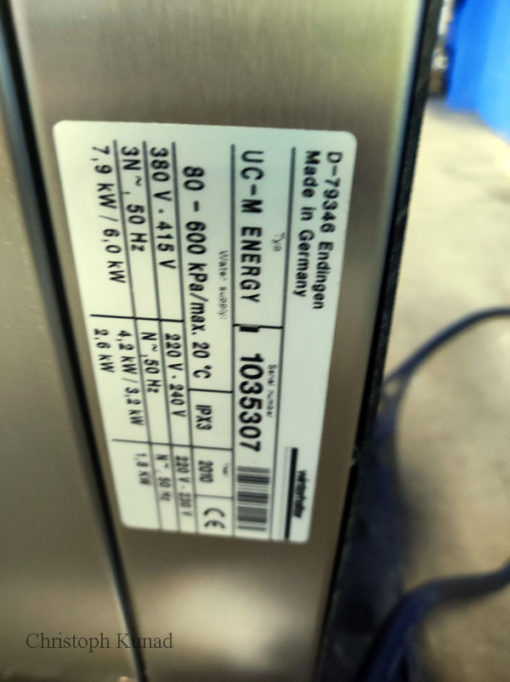 D-79346 Endingen
Made in Germany
winterhalter
Type
Serial number
UC-M ENERGY
1035307
Water supply:
80 - 600 kPa/max. 20 °C
IPX3
2010
CE
380 V - 415 V
220 V - 240 V
220 V - 230 V
3N ~, 50 Hz
N ~, 50 Hz
N ~, 50 Hz
7,9 kW / 6,0 kW
4,2 kW / 3,2 kW
1,8 kW
2,6 kW
Christoph Kunad